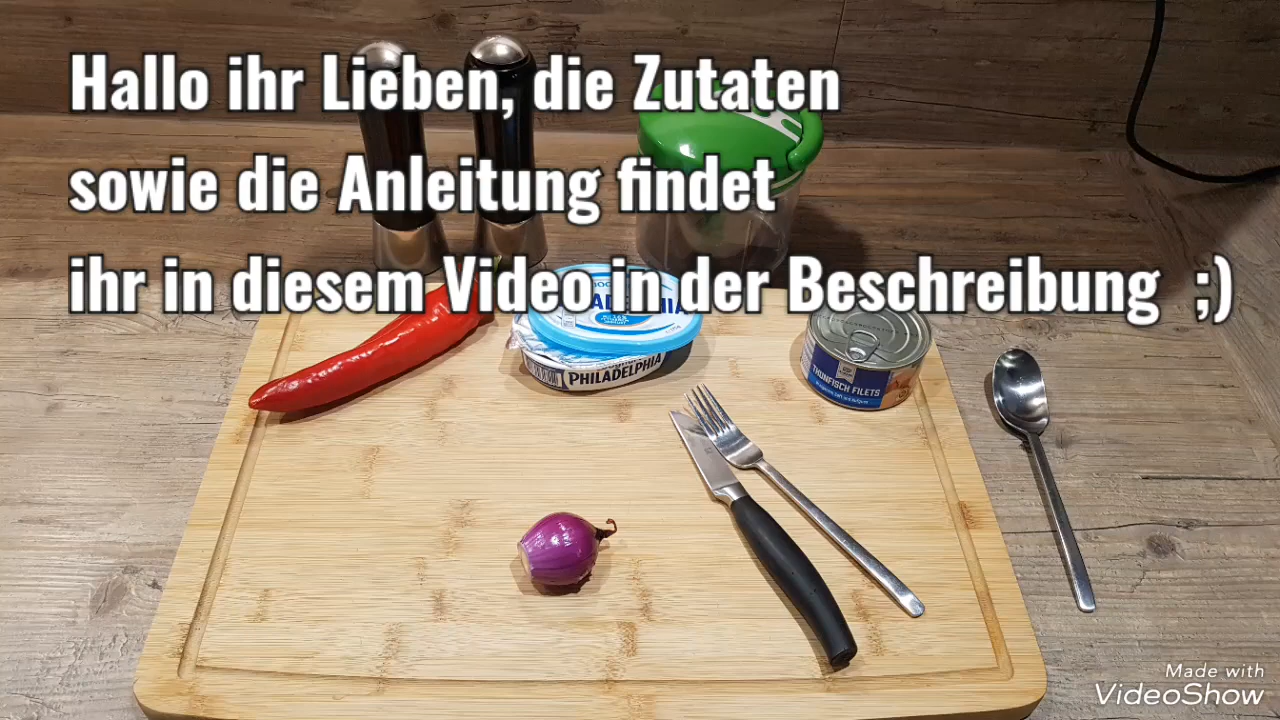 Hallo ihr Lieben, die Zutaten
sowie die Anleitung findet
ihr in diesem Video in der Beschreibung ;)
PHILADELPHIA
THUNFISCH FILETS
Made with
VideoShow